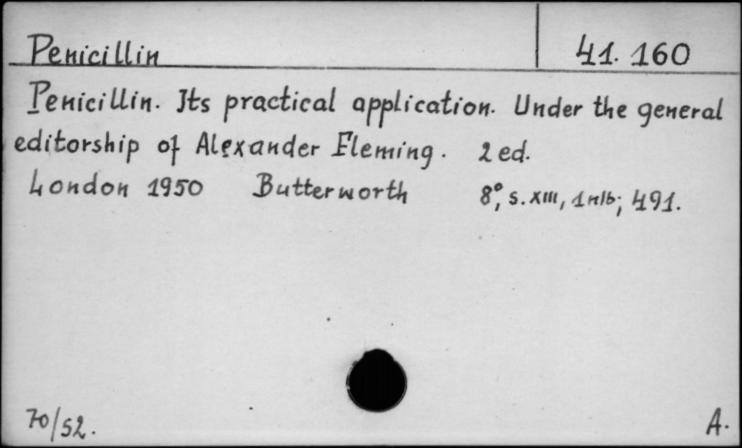 Penicillin 41. 160
Penicillin. Its practical application. Under the general
editorship of Alexander Fleming. 2 ed.
London 1950 Butterworth 8°, s. XIII, 1 nlb; 491.
70/52. A.